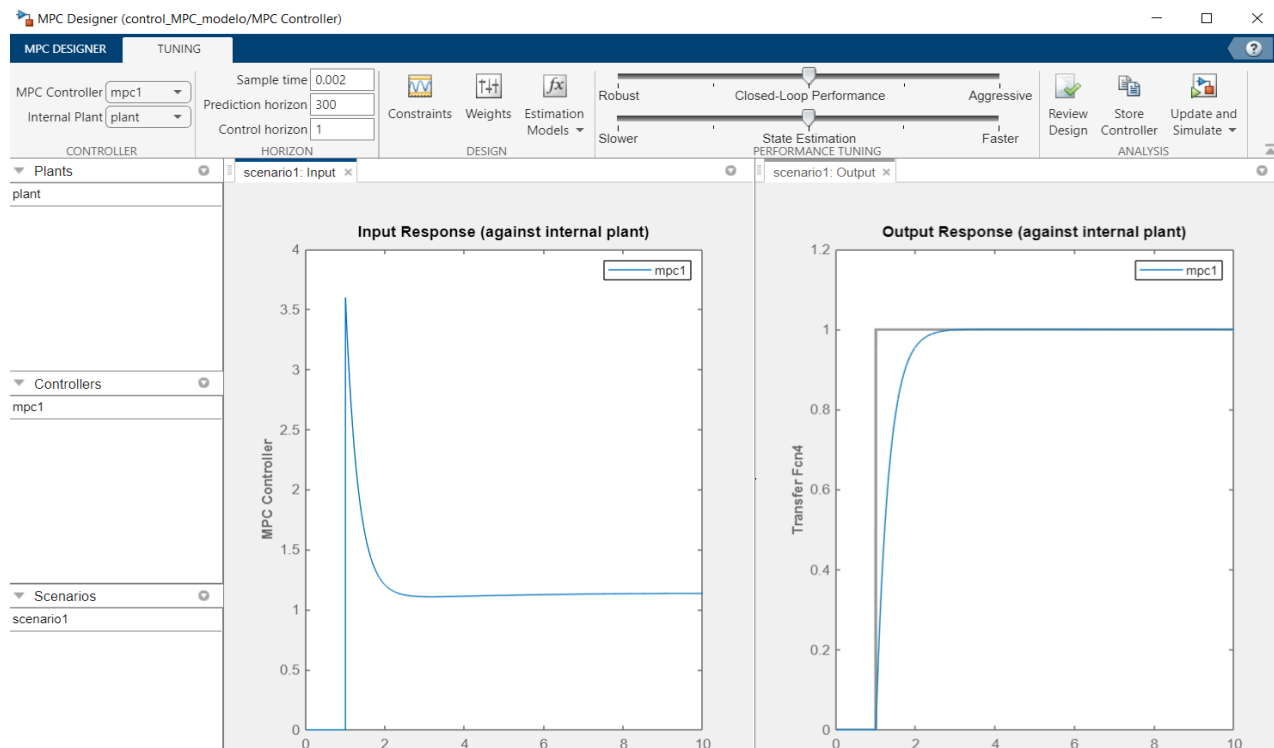 MPC Designer (control_MPC_modelo/MPC Controller)
MPC DESIGNER TUNING
MPC Controller mpc1
Internal Plant plant
CONTROLLER
Sample time 0.002
Prediction horizon 300
Control horizon 1
HORIZON
Constraints Weights Estimation Models
DESIGN
Robust Closed-Loop Performance Aggressive
Slower State Estimation Faster
PERFORMANCE TUNING
Review Design Store Controller Update and Simulate
ANALYSIS
Plants
plant
Controllers
mpc1
Scenarios
scenario1
scenario1: Input
Input Response (against internal plant)
mpc1
MPC Controller
4
3.5
3
2.5
2
1.5
1
0.5
0
0 2 4 6 8 10
scenario1: Output
Output Response (against internal plant)
mpc1
Transfer Fcn4
1.2
1
0.8
0.6
0.4
0.2
0
0 2 4 6 8 10